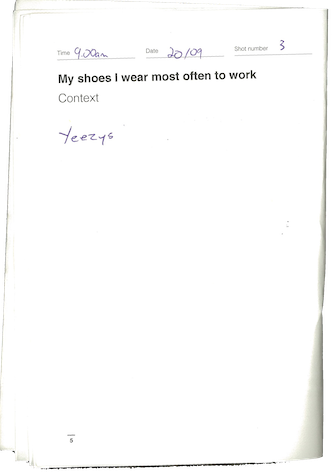 Time 9.00am Date 20/09 Shot number 3
My shoes I wear most often to work
Context
Yeezys
5